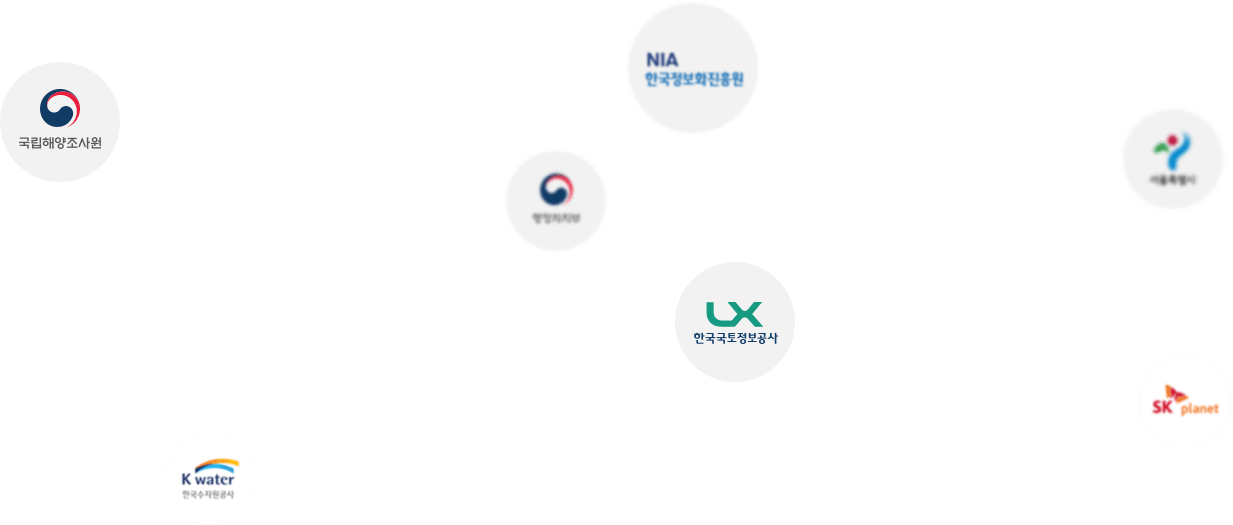 NIA
한국정보화진흥원
국립해양조사원
서울특별시
행정자치부
LX
한국국토정보공사
SK planet
K water
한국수자원공사